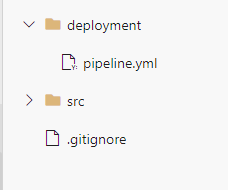 deployment
pipeline.yml
src
.gitignore